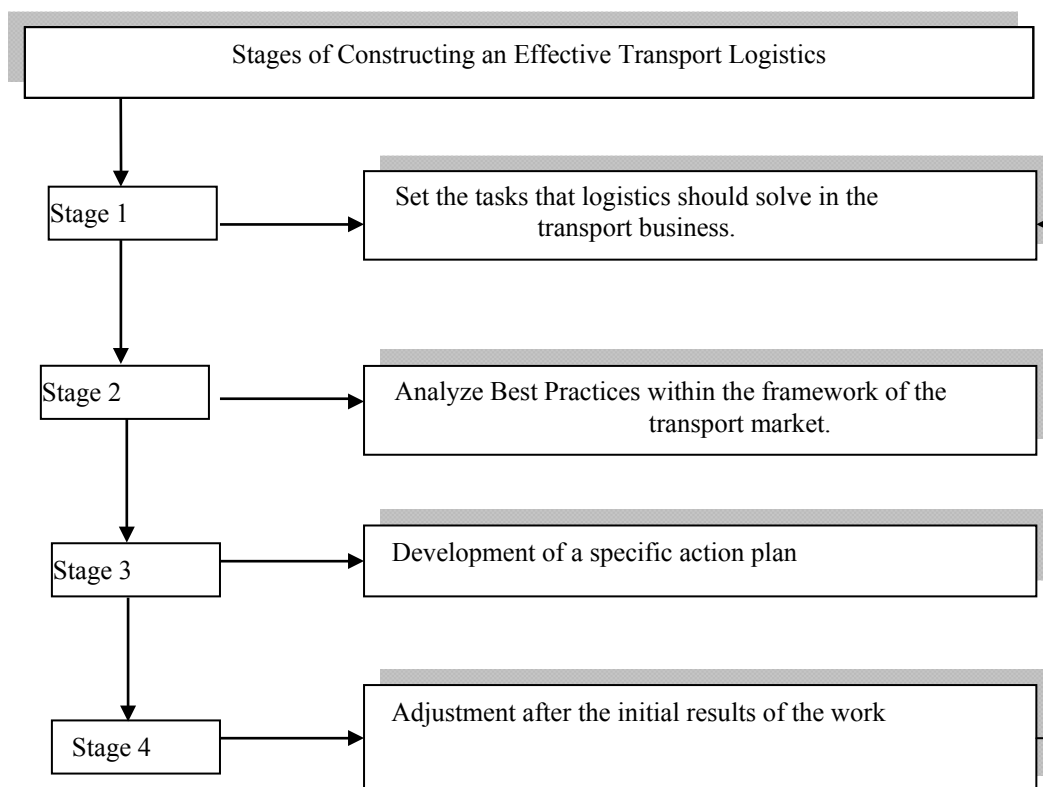 Stages of Constructing an Effective Transport Logistics
Stage 1
Set the tasks that logistics should solve in the
transport business.
Stage 2
Analyze Best Practices within the framework of the
transport market.
Stage 3
Development of a specific action plan
Stage 4
Adjustment after the initial results of the work